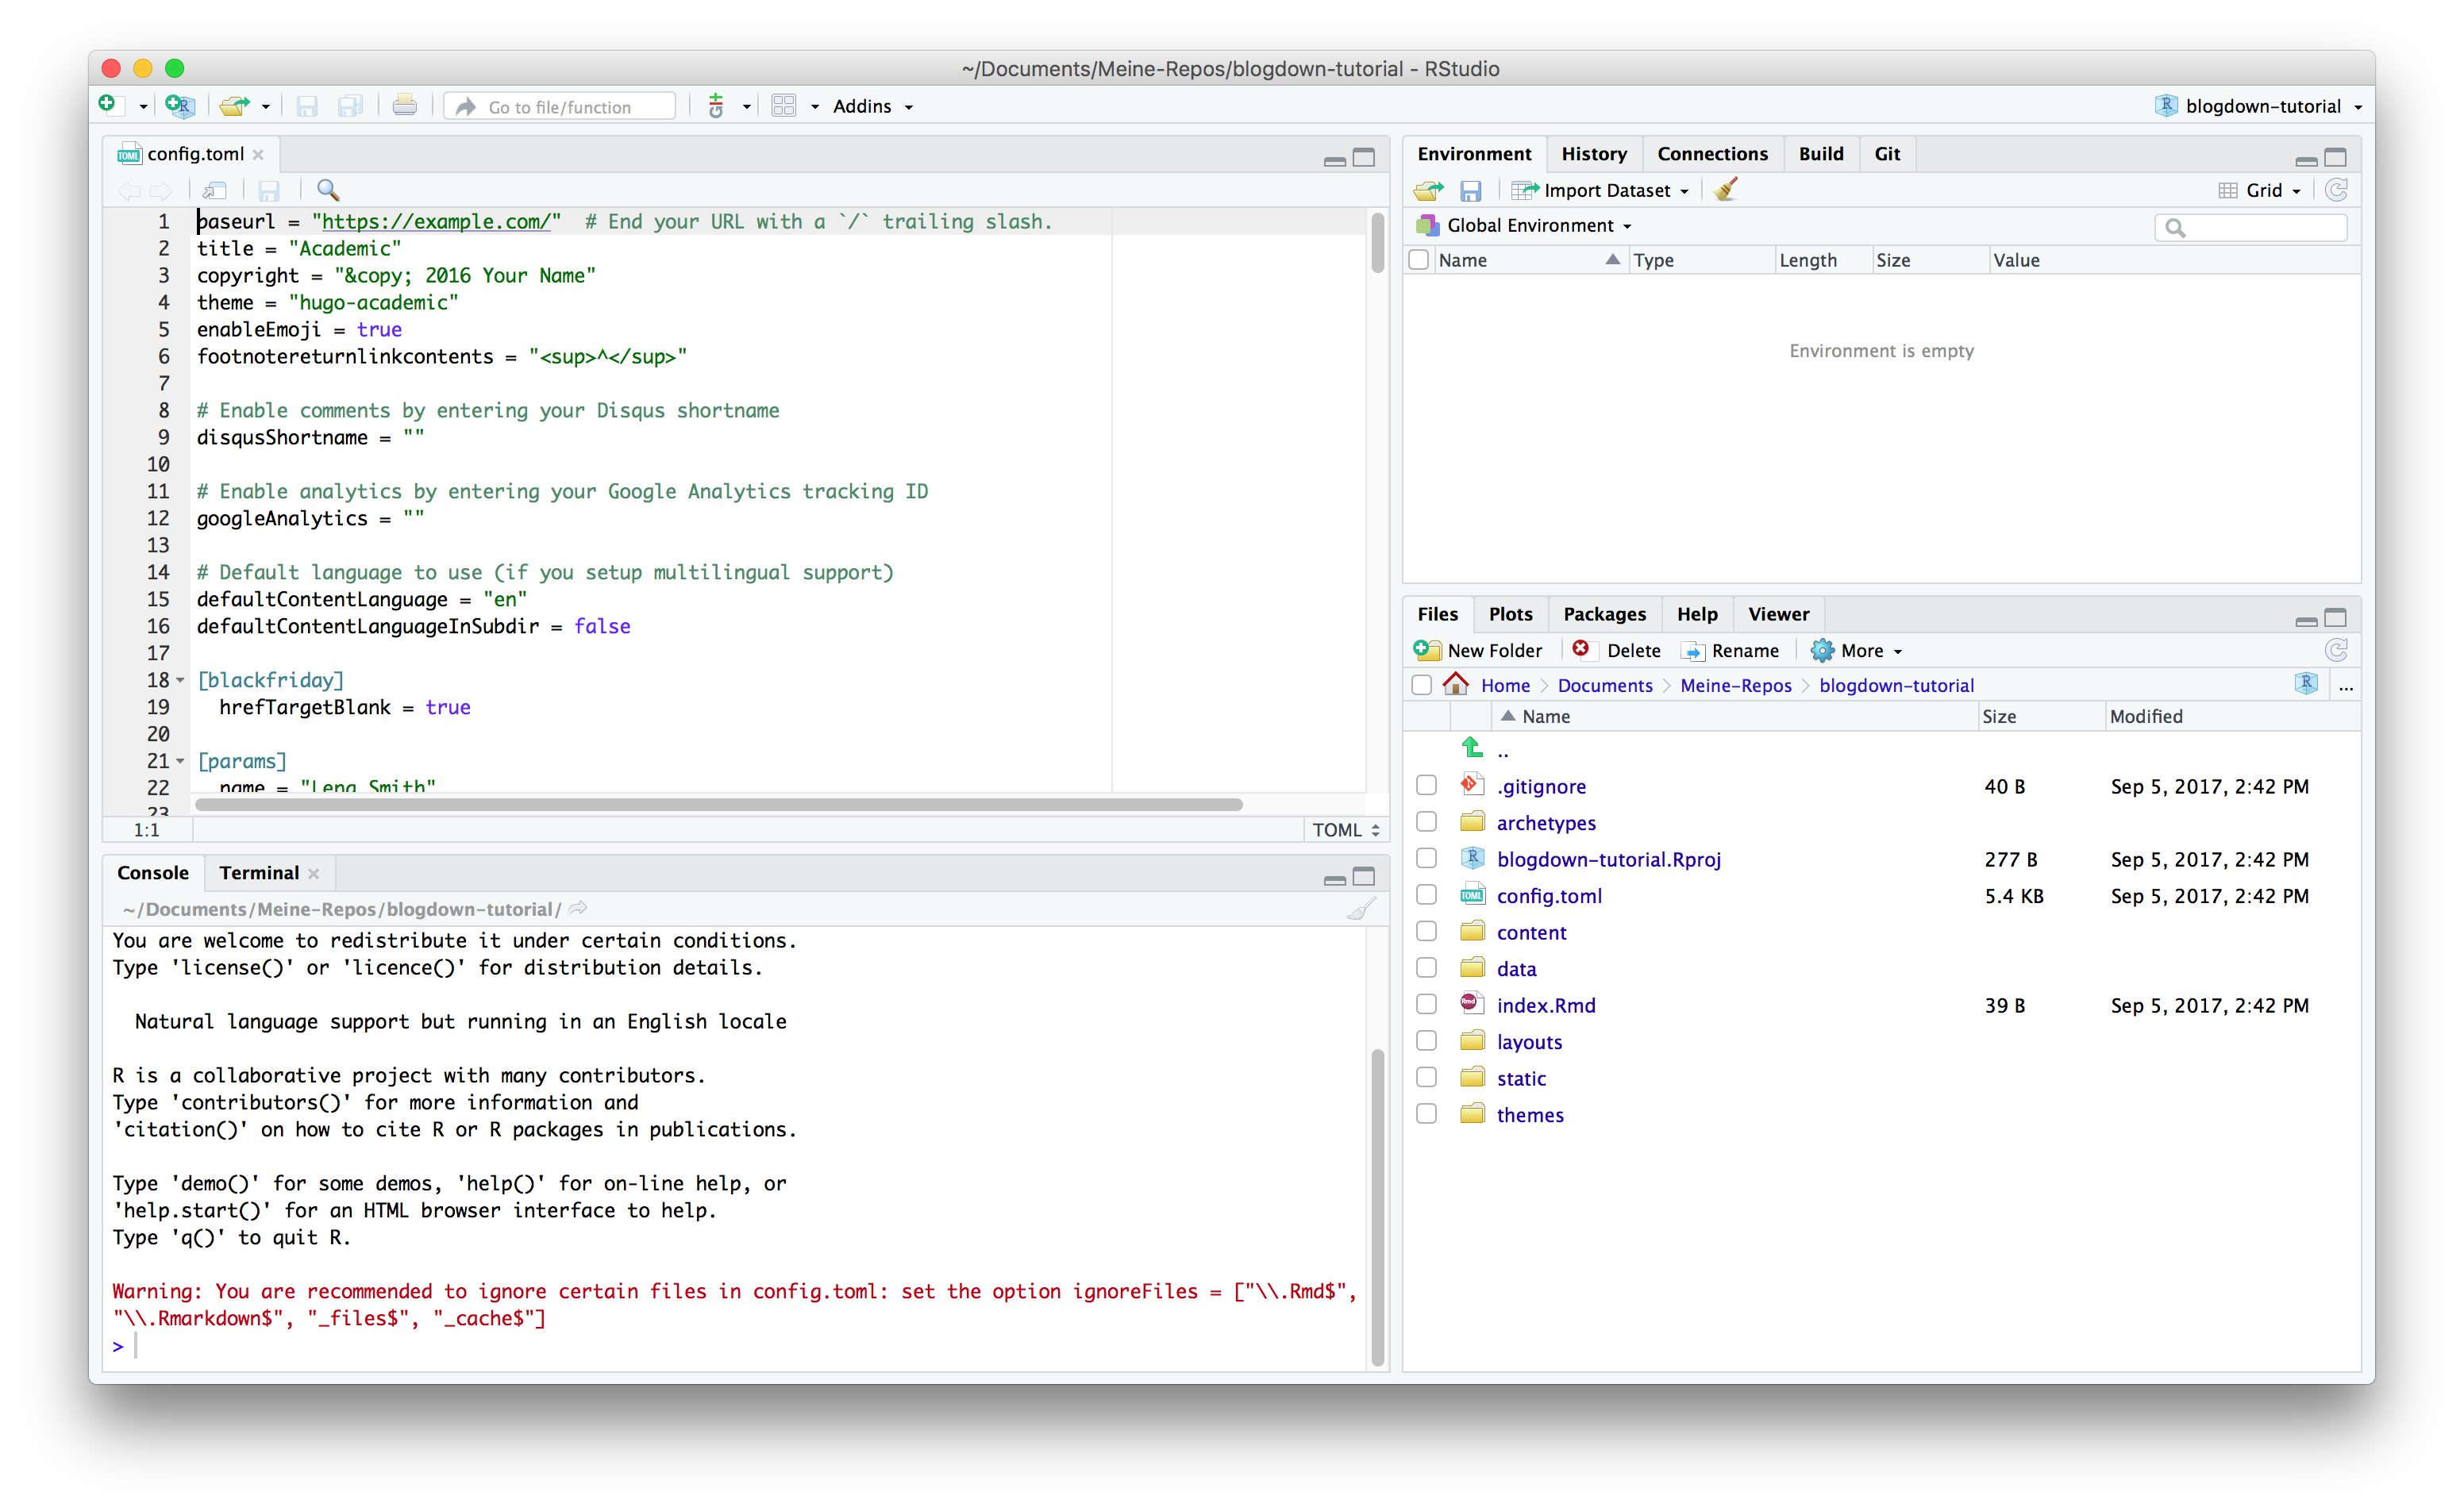 ~/Documents/Meine-Repos/blogdown-tutorial - RStudio
Go to file/function
Addins
blogdown-tutorial
config.toml
1 baseurl = "https://example.com/"  # End your URL with a `/` trailing slash.
2 title = "Academic"
3 copyright = "&copy; 2016 Your Name"
4 theme = "hugo-academic"
5 enableEmoji = true
6 footnotereturnlinkcontents = "<sup>^</sup>"
7
8 # Enable comments by entering your Disqus shortname
9 disqusShortname = ""
10
11 # Enable analytics by entering your Google Analytics tracking ID
12 googleAnalytics = ""
13
14 # Default language to use (if you setup multilingual support)
15 defaultContentLanguage = "en"
16 defaultContentLanguageInSubdir = false
17
18 [blackfriday]
19   hrefTargetBlank = true
20
21 [params]
22   name = "Lena Smith"
23
1:1
TOML
Console Terminal
~/Documents/Meine-Repos/blogdown-tutorial/
You are welcome to redistribute it under certain conditions.
Type 'license()' or 'licence()' for distribution details.
Natural language support but running in an English locale
R is a collaborative project with many contributors.
Type 'contributors()' for more information and
'citation()' on how to cite R or R packages in publications.
Type 'demo()' for some demos, 'help()' for on-line help, or
'help.start()' for an HTML browser interface to help.
Type 'q()' to quit R.
Warning: You are recommended to ignore certain files in config.toml: set the option ignoreFiles = ["\\.Rmd$",
"\\.Rmarkdown$", "_files$", "_cache$"]
>
Environment History Connections Build Git
Import Dataset
Grid
Global Environment
Name Type Length Size Value
Environment is empty
Files Plots Packages Help Viewer
New Folder Delete Rename More
Home Documents Meine-Repos blogdown-tutorial ...
Name Size Modified
..
.gitignore 40 B Sep 5, 2017, 2:42 PM
archetypes
blogdown-tutorial.Rproj 277 B Sep 5, 2017, 2:42 PM
config.toml 5.4 KB Sep 5, 2017, 2:42 PM
content
data
index.Rmd 39 B Sep 5, 2017, 2:42 PM
layouts
static
themes